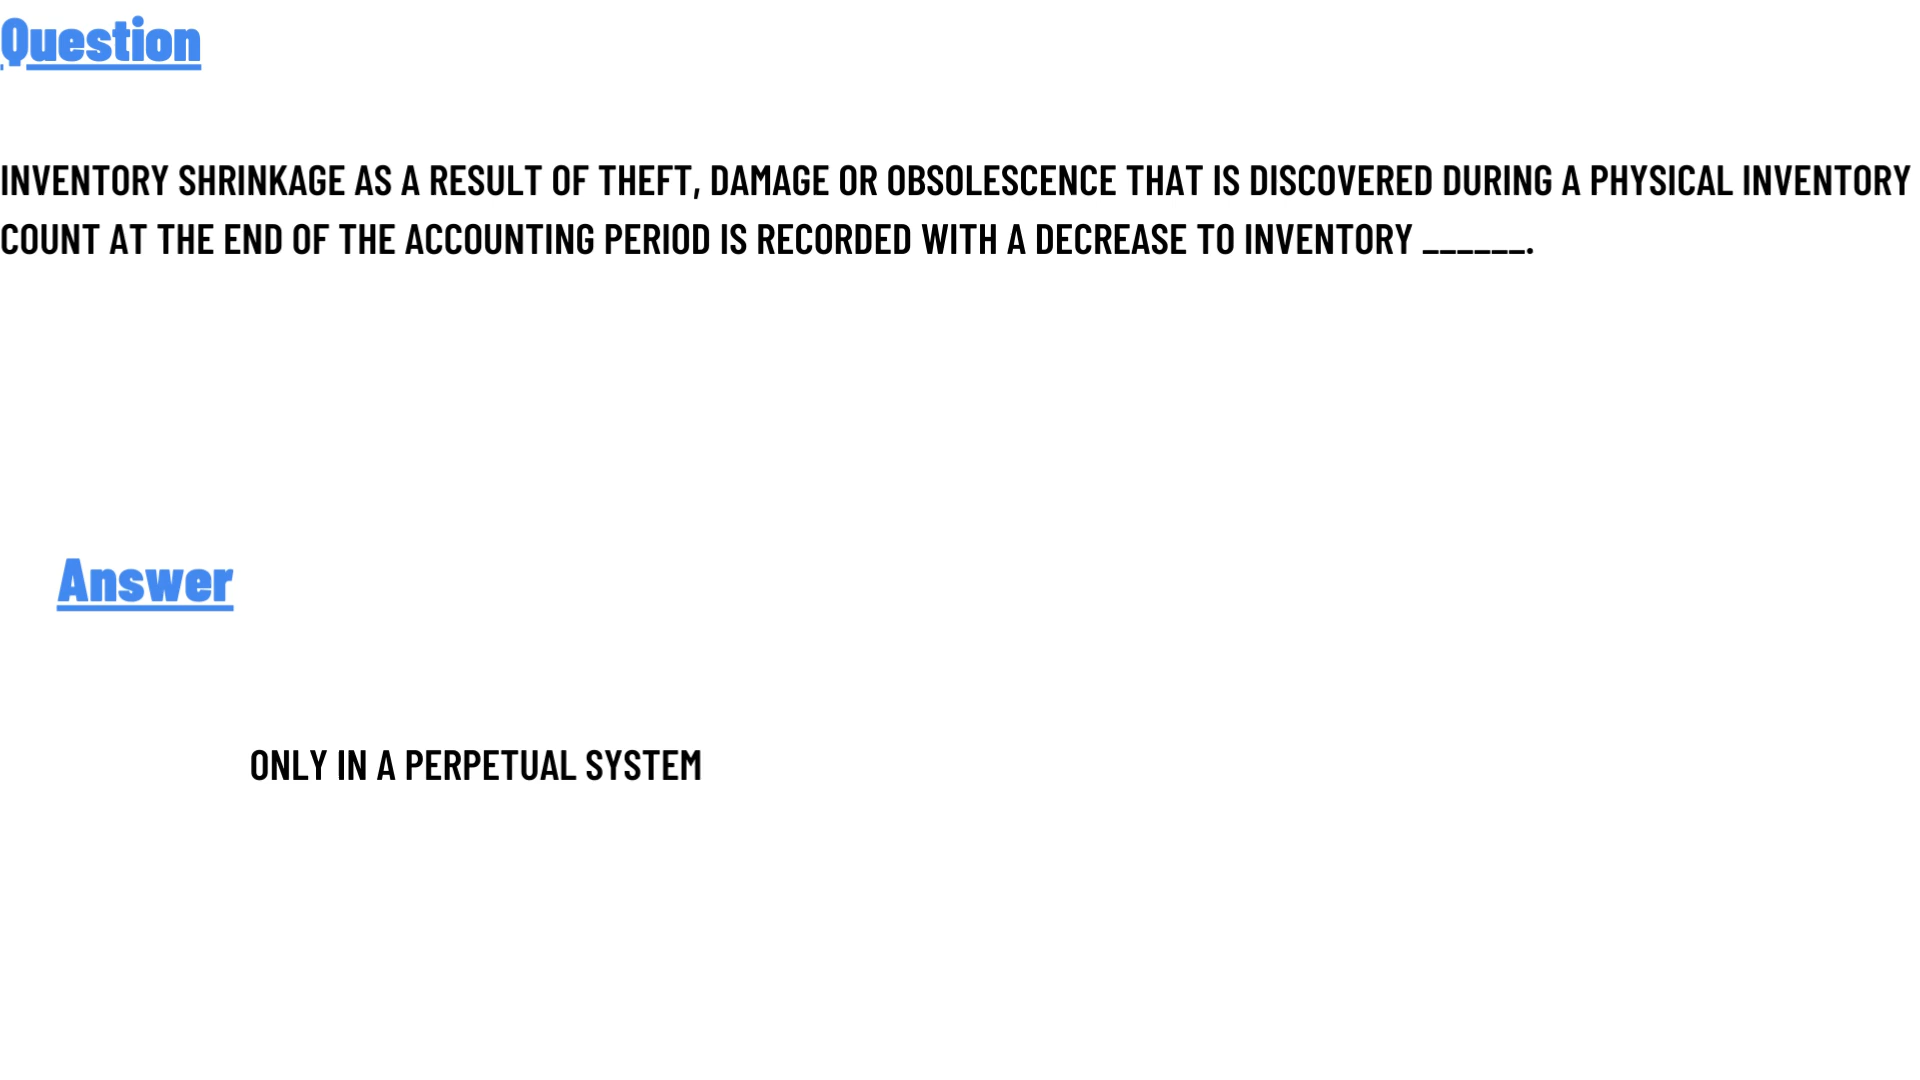 Question
INVENTORY SHRINKAGE AS A RESULT OF THEFT, DAMAGE OR OBSOLESCENCE THAT IS DISCOVERED DURING A PHYSICAL INVENTORY
COUNT AT THE END OF THE ACCOUNTING PERIOD IS RECORDED WITH A DECREASE TO INVENTORY ______.
Answer
ONLY IN A PERPETUAL SYSTEM